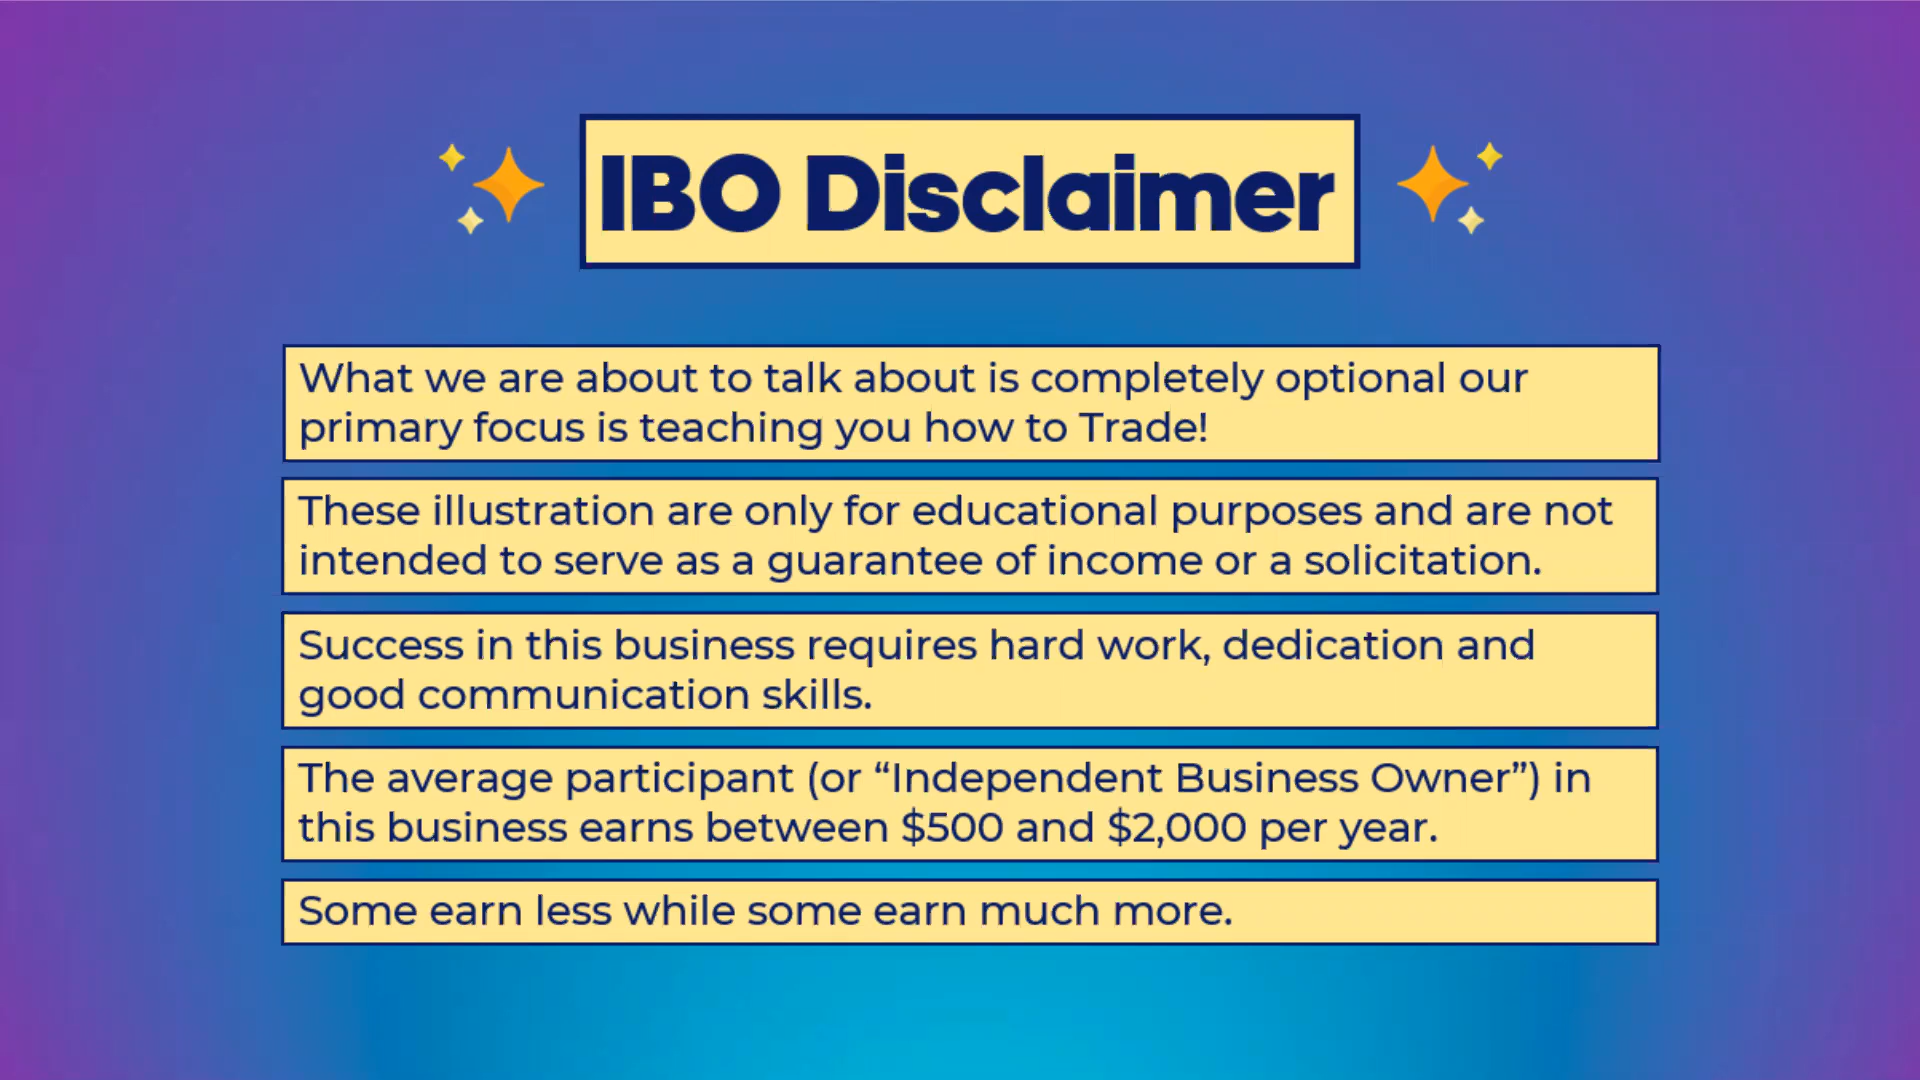 IBO Disclaimer
What we are about to talk about is completely optional our
primary focus is teaching you how to Trade!
These illustration are only for educational purposes and are not
intended to serve as a guarantee of income or a solicitation.
Success in this business requires hard work, dedication and
good communication skills.
The average participant (or “Independent Business Owner”) in
this business earns between $500 and $2,000 per year.
Some earn less while some earn much more.